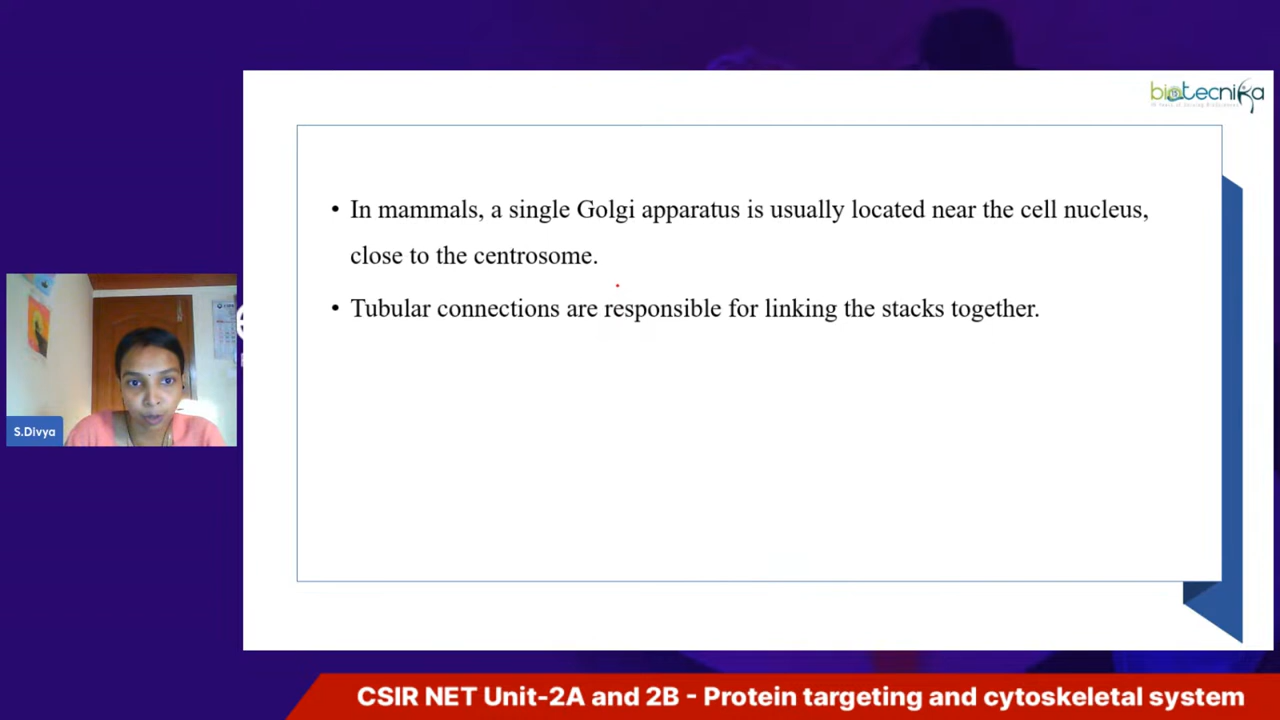 biotecnika
• In mammals, a single Golgi apparatus is usually located near the cell nucleus,
close to the centrosome.
• Tubular connections are responsible for linking the stacks together.
S.Divya
CSIR NET Unit-2A and 2B - Protein targeting and cytoskeletal system